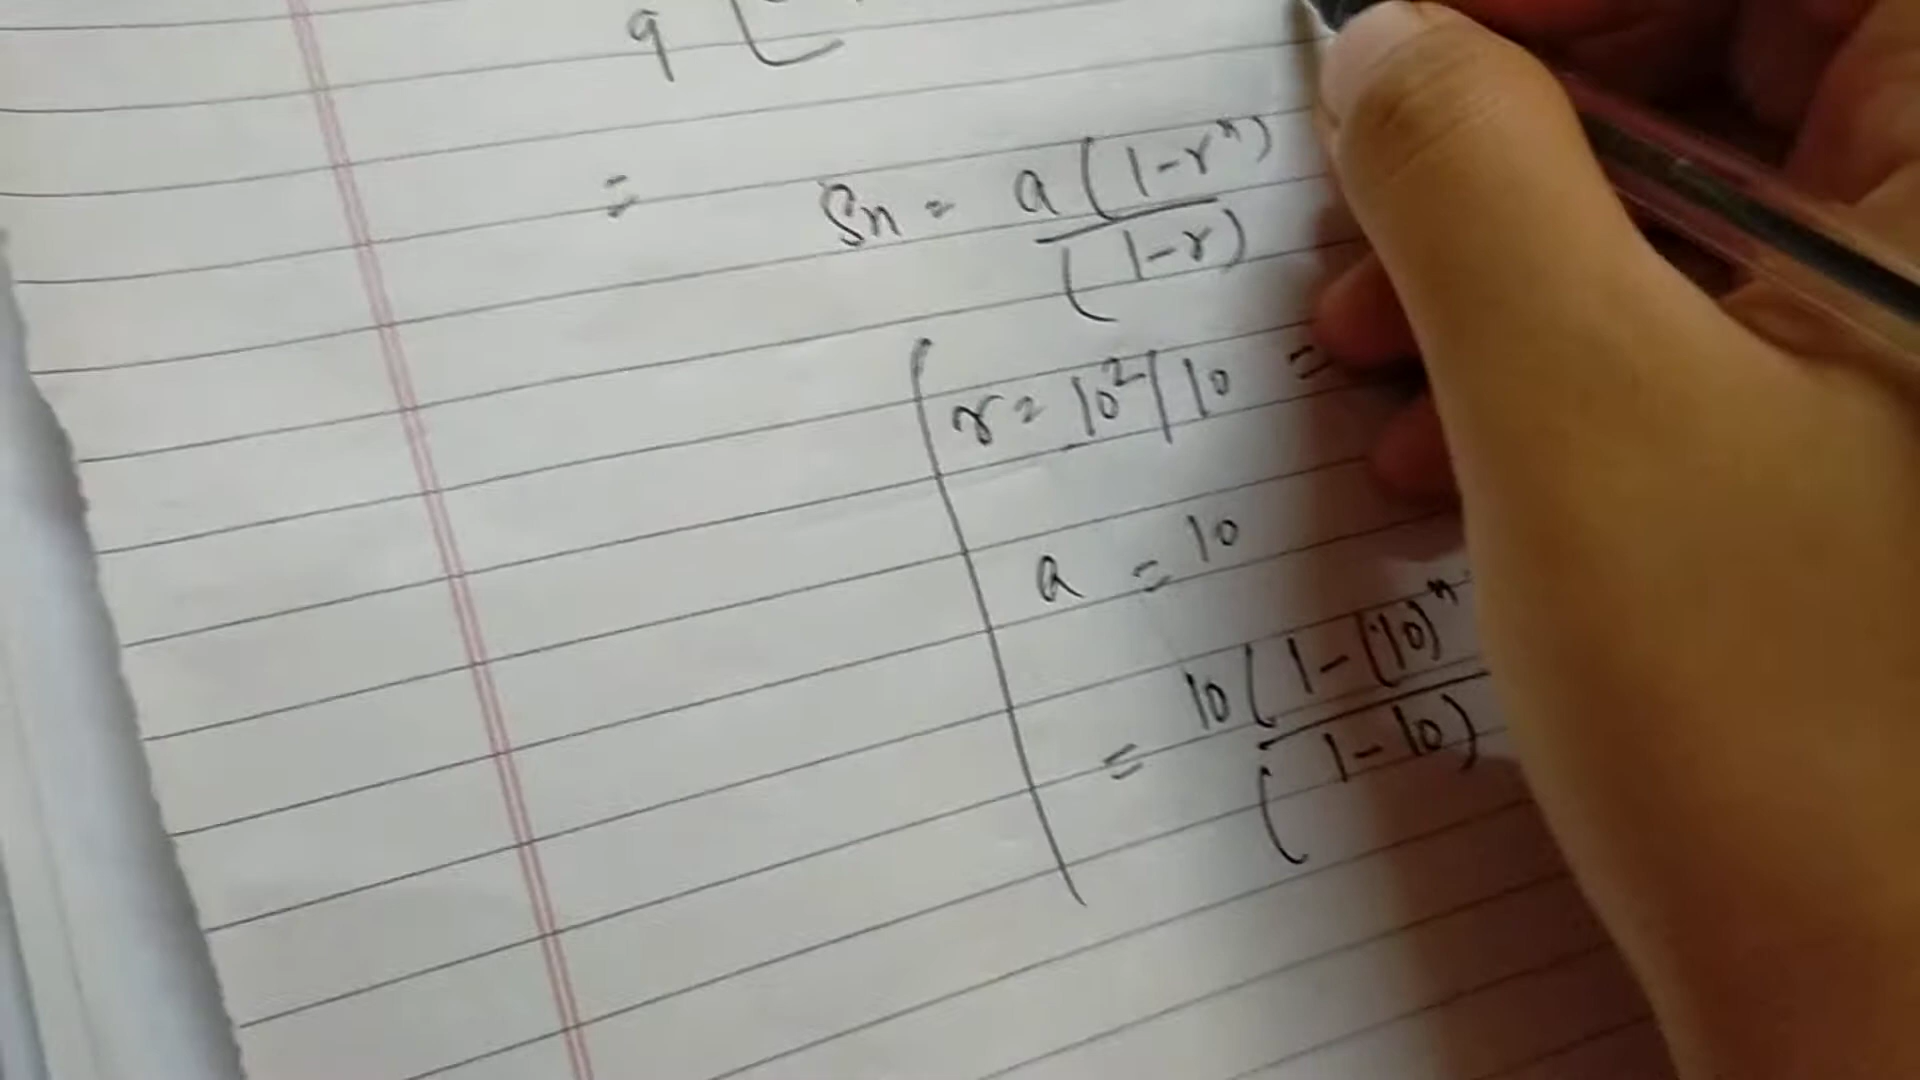 9 [
= Sn = a(1-r^n)
(1-r)
r = 10^2/10 =
a = 10
= 10(1-(10)^n
(1-10)